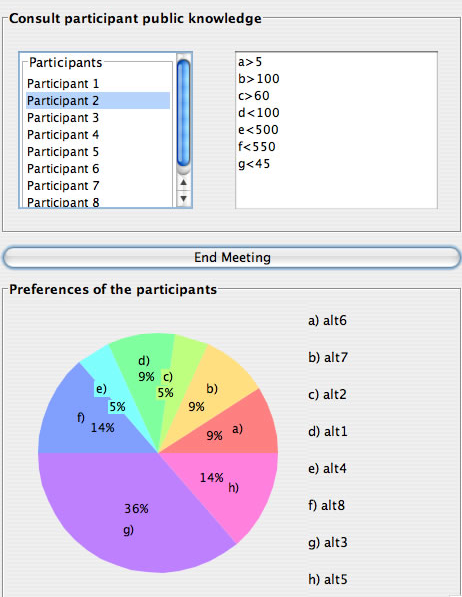 Consult participant public knowledge
Participants
Participant 1
Participant 2
Participant 3
Participant 4
Participant 5
Participant 6
Participant 7
Participant 8
a>5
b>100
c>60
d<100
e<500
f<550
g<45
End Meeting
Preferences of the participants
d)
9%
c)
5%
e)
5%
b)
9%
f)
14%
9% a)
14%
h)
36%
g)
a) alt6
b) alt7
c) alt2
d) alt1
e) alt4
f) alt8
g) alt3
h) alt5